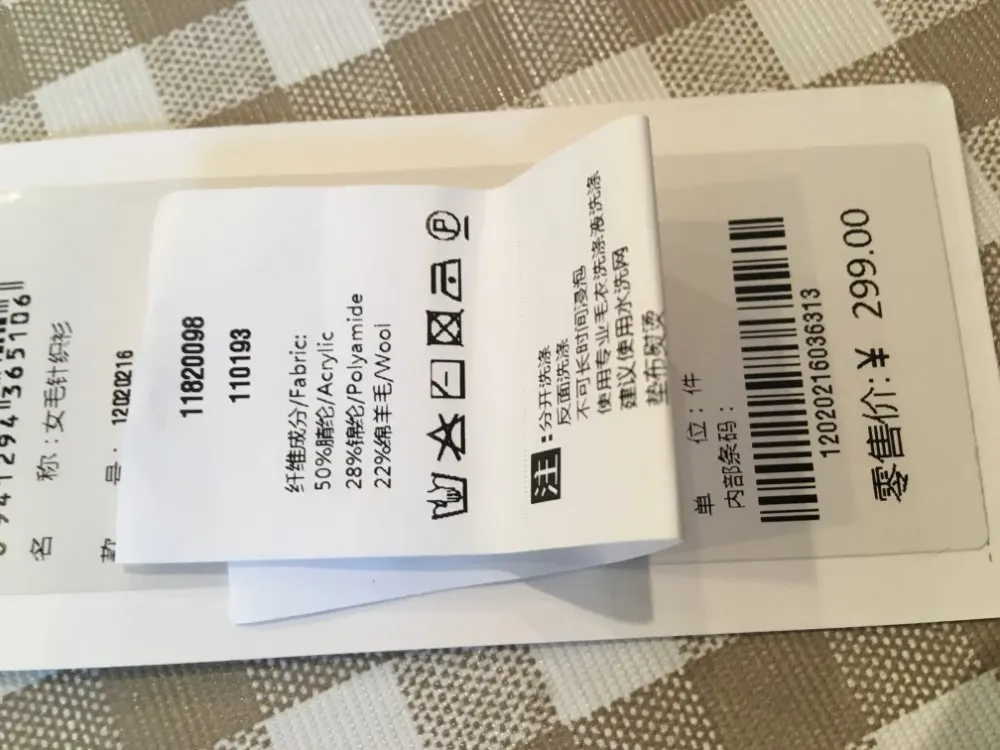 6941294365106
名 称：女毛针织衫
款 号：12020216
11820098
110193
纤维成分/Fabric:
50%腈纶/Acrylic
28%锦纶/Polyamide
22%绵羊毛/Wool
P
注：分开洗涤
反面洗涤
不可长时间浸泡
使用专业毛衣洗涤液洗涤
建议使用水洗网
垫布熨烫
单 位：件
内部条码：
12020216036313
零售价:¥ 299.00